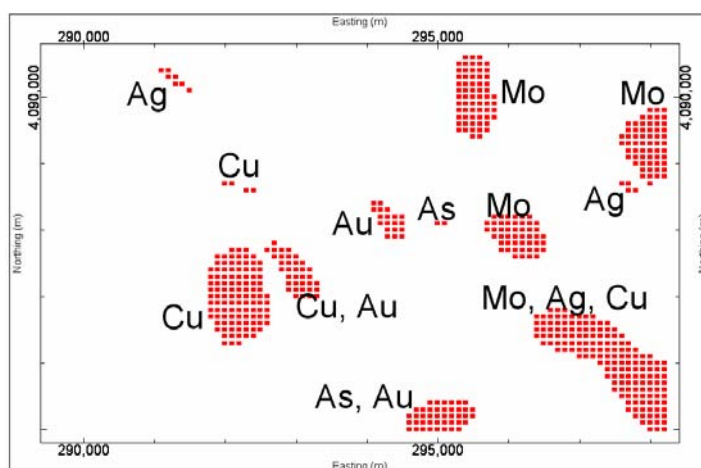 Easting (m)
290,000 295,000
4,090,000
4,090,000
Ag
Mo
Mo
Cu
Ag
Au
As
Mo
Northing (m)
Northing (m)
Cu
Cu, Au
Mo, Ag, Cu
As, Au
290,000 295,000
Easting (m)